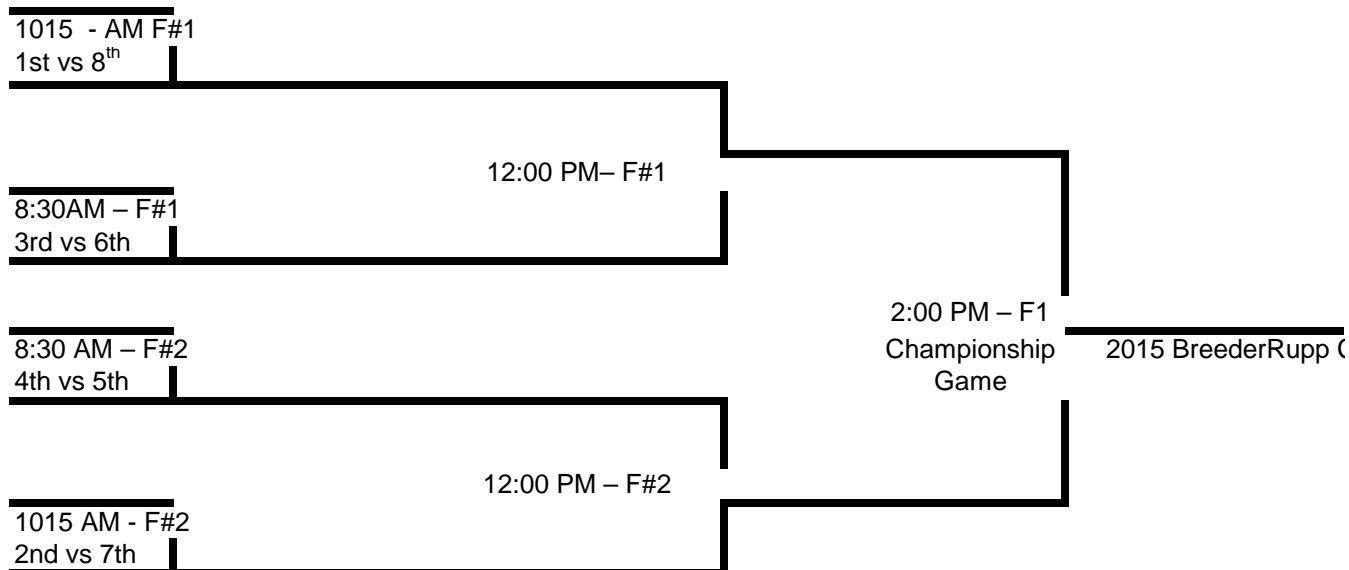 1015 - AM F#1
1st vs 8th
12:00 PM– F#1
8:30AM – F#1
3rd vs 6th
2:00 PM – F1
Championship
Game
2015 BreederRupp
8:30 AM – F#2
4th vs 5th
12:00 PM – F#2
1015 AM - F#2
2nd vs 7th